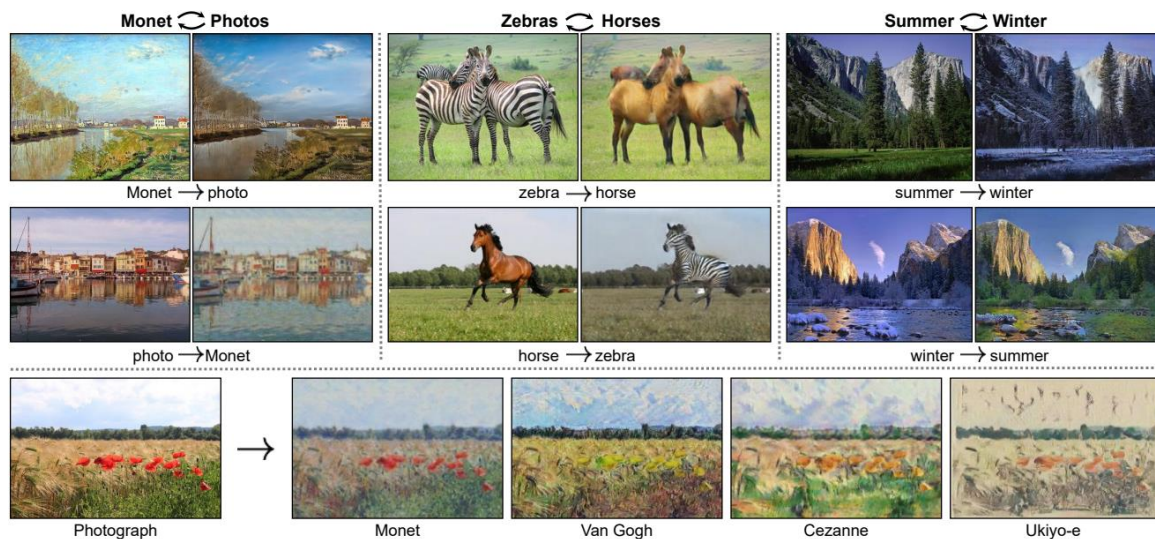 Monet Photos
Zebras Horses
Summer Winter
Monet → photo
zebra → horse
summer → winter
photo → Monet
horse → zebra
winter → summer
Photograph
Monet
Van Gogh
Cezanne
Ukiyo-e